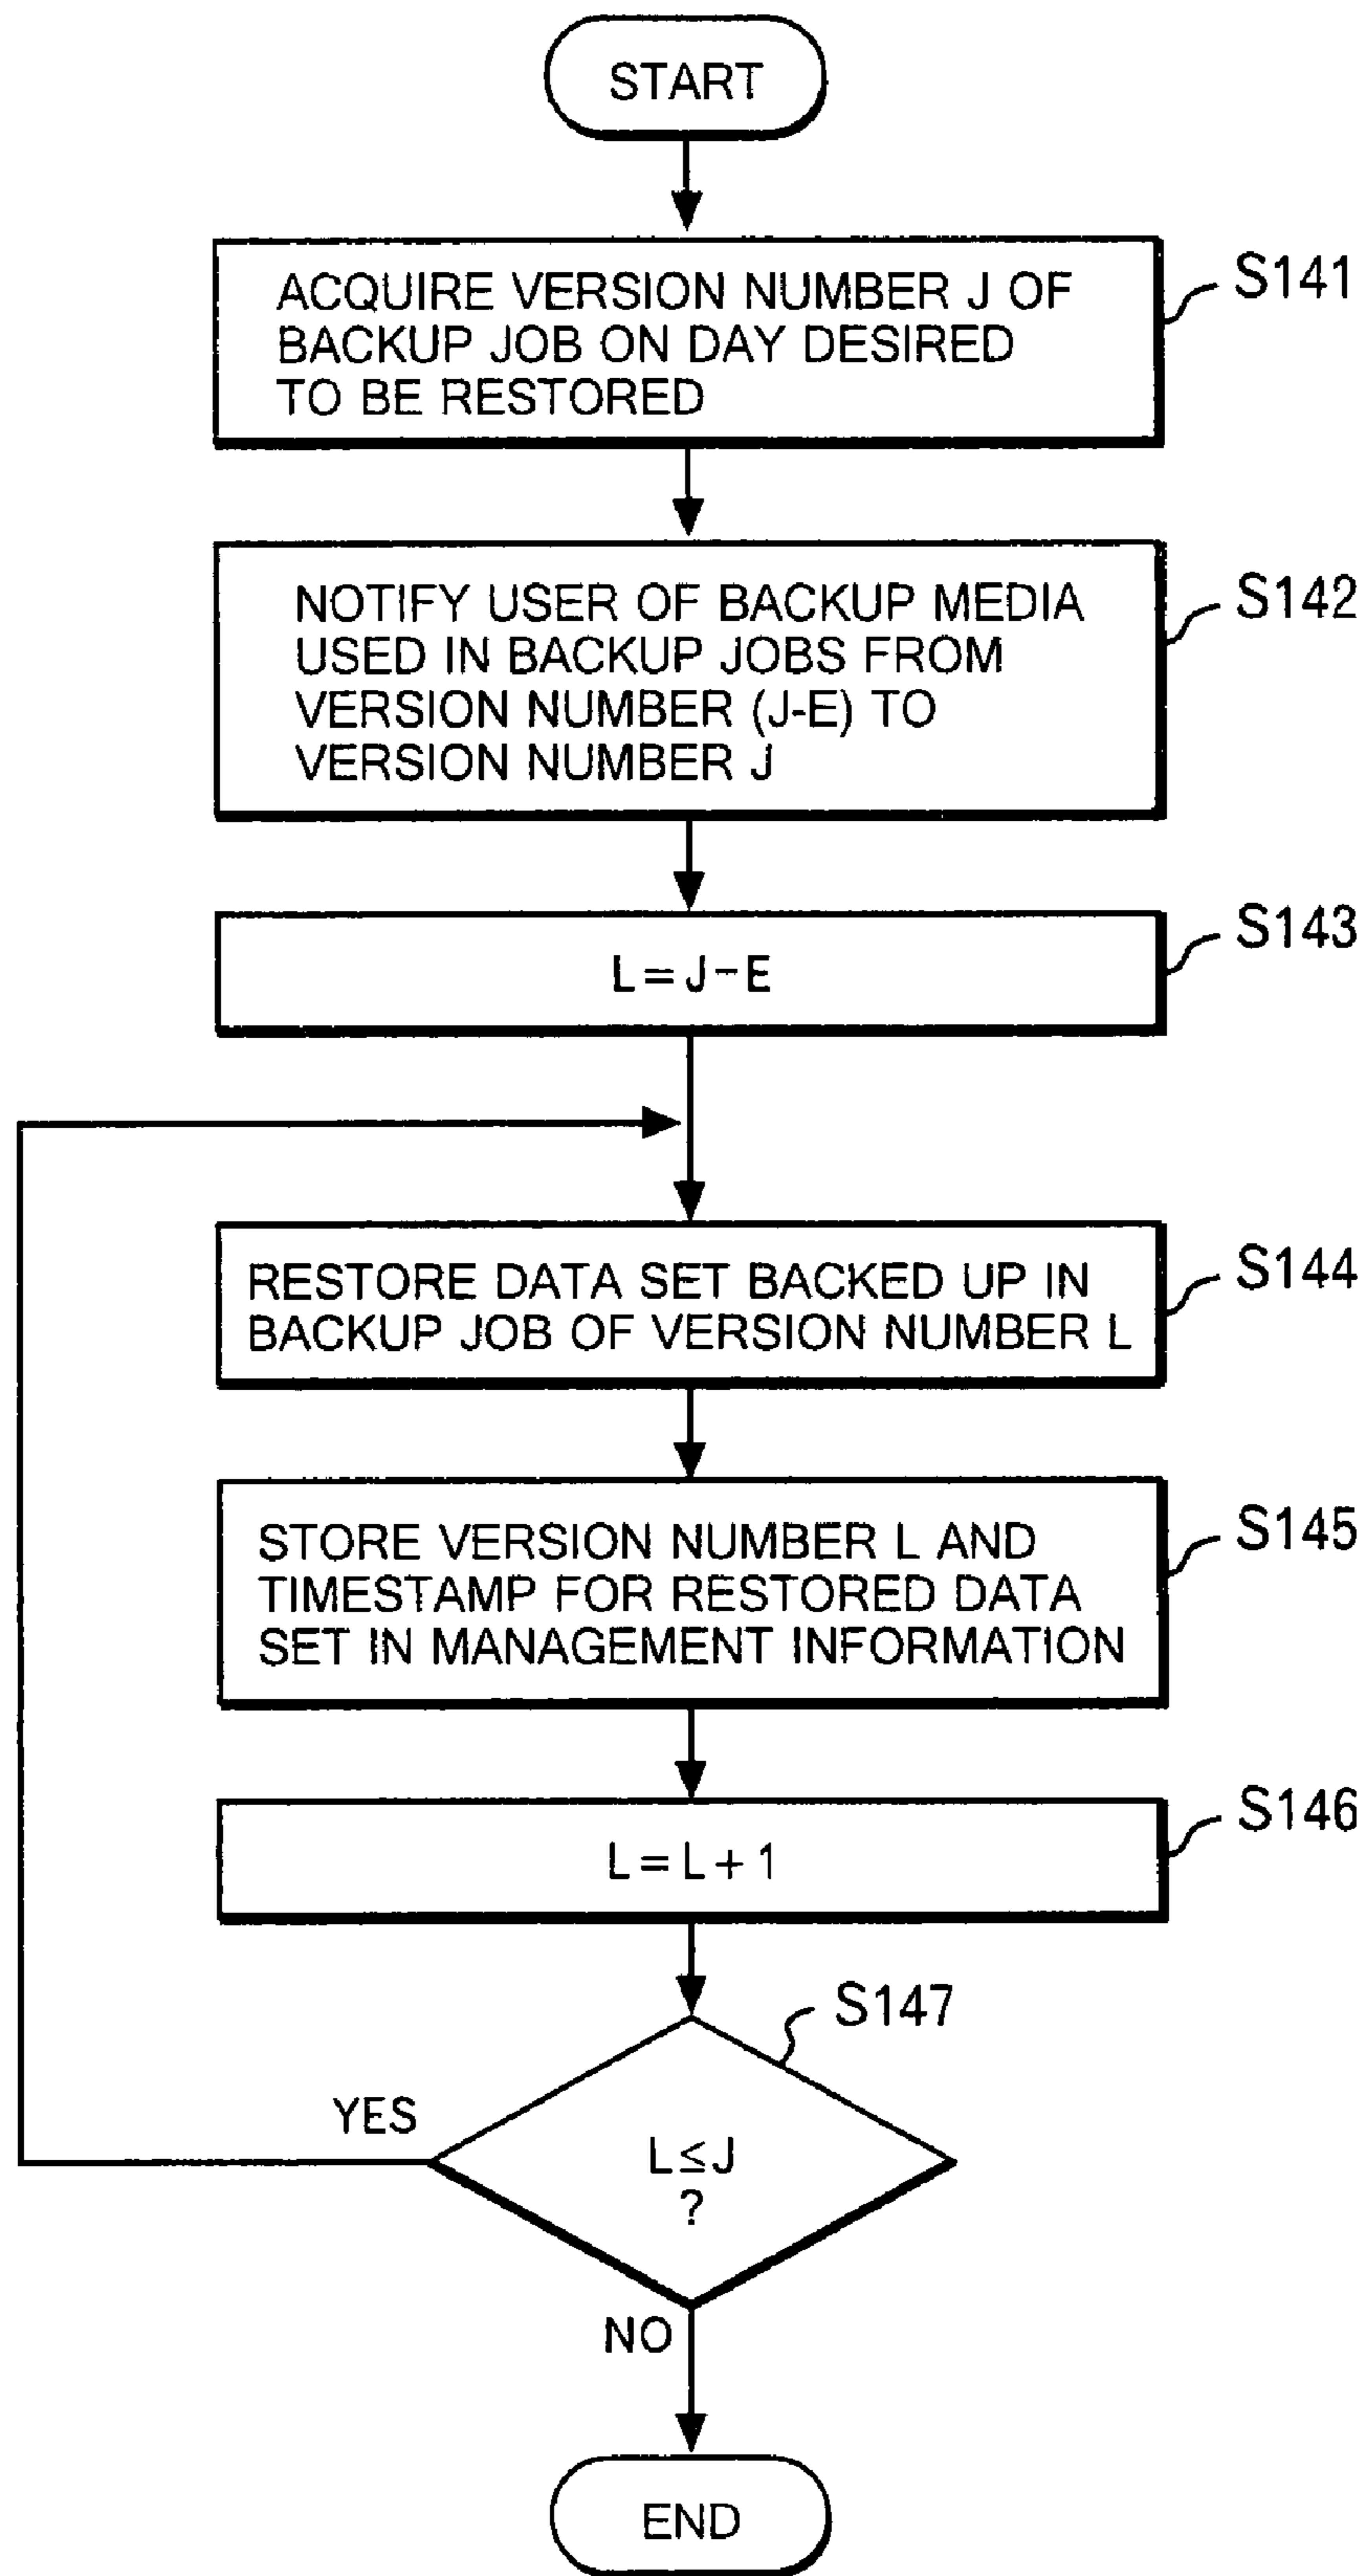 START
ACQUIRE VERSION NUMBER J OF
BACKUP JOB ON DAY DESIRED
TO BE RESTORED
S141
NOTIFY USER OF BACKUP MEDIA
USED IN BACKUP JOBS FROM
VERSION NUMBER (J-E) TO
VERSION NUMBER J
S142
L=J-E
S143
RESTORE DATA SET BACKED UP IN
BACKUP JOB OF VERSION NUMBER L
S144
STORE VERSION NUMBER L AND
TIMESTAMP FOR RESTORED DATA
SET IN MANAGEMENT INFORMATION
S145
L=L+1
S146
S147
YES
L≤J
?
NO
END